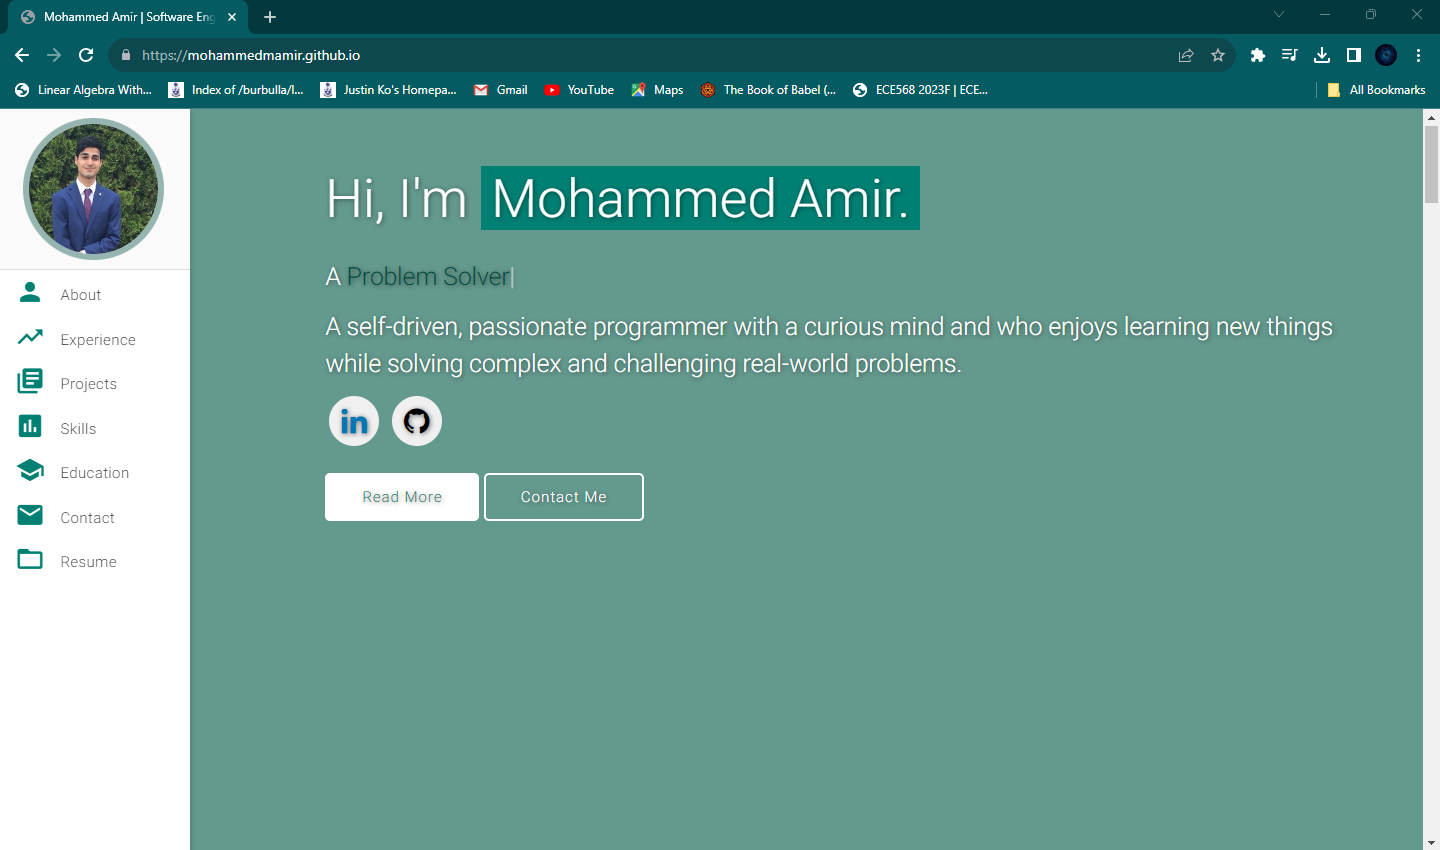 Mohammed Amir | Software Eng
https://mohammedmamir.github.io
Linear Algebra With...
Index of /burbulla/l...
Justin Ko's Homepa...
Gmail
YouTube
Maps
The Book of Babel (...
ECE568 2023F | ECE...
All Bookmarks
About
Experience
Projects
Skills
Education
Contact
Resume
Hi, I'm Mohammed Amir.
A Problem Solver|
A self-driven, passionate programmer with a curious mind and who enjoys learning new things
while solving complex and challenging real-world problems.
in
Read More
Contact Me